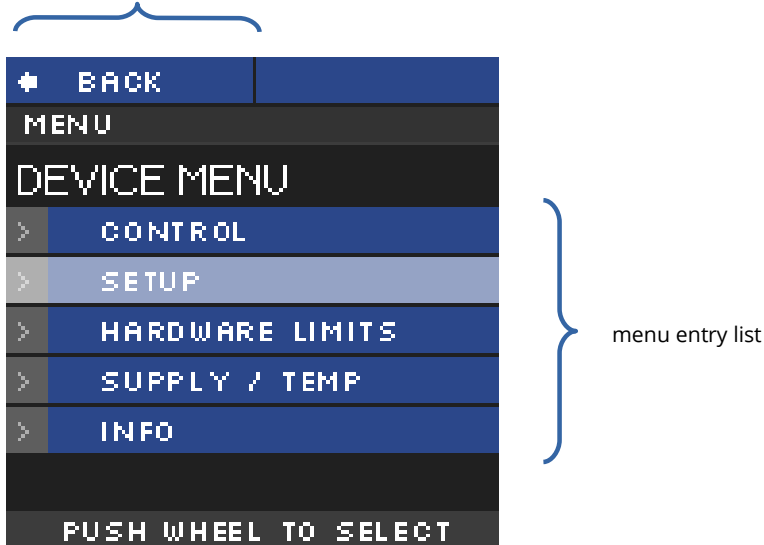 BACK
MENU
DEVICE MENU
> CONTROL
> SETUP
> HARDWARE LIMITS
> SUPPLY / TEMP
> INFO
menu entry list
PUSH WHEEL TO SELECT